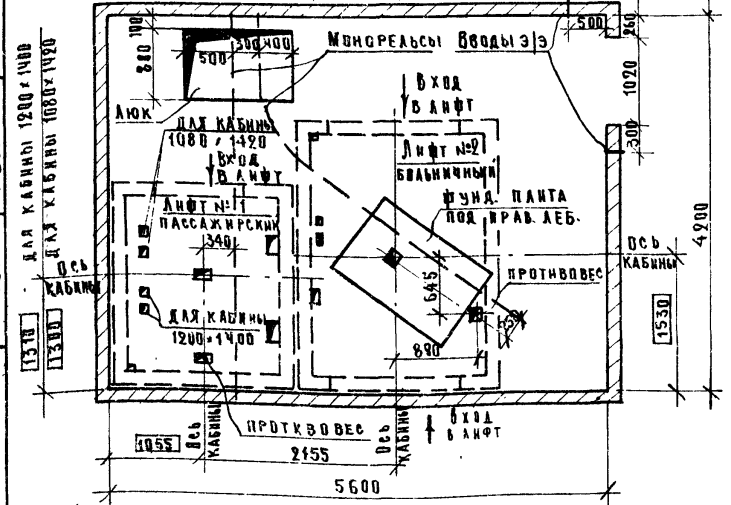 ДЛЯ КАБИНЫ 1200×1400
ДЛЯ КАБИНЫ 1080×1420
100
880
300 400
500
МОНОРЕЛЬСЫ
ВВОДЫ Э/Э
500
260
1020
300
ЛЮК
ДЛЯ КАБИНЫ
1080 × 1420
ВХОД
В ЛИФТ
ВХОД
В ЛИФТ
ЛИФТ №2
БОЛЬНИЧНЫЙ
ФУНД. ПЛИТА
ПОД ПРАВ. ЛЕБ.
ЛИФТ №1
ПАССАЖИРСКИЙ
340
ОСЬ
КАБИНЫ
ОСЬ
КАБИНЫ
ПРОТИВОВЕС
645
4200
ДЛЯ КАБИНЫ
1200×1400
1310
1300
880
1530
ПРОТИВОВЕС
1055
ОСЬ
КАБИНЫ
2155
ОСЬ
КАБИНЫ
ВХОД
В ЛИФТ
5600